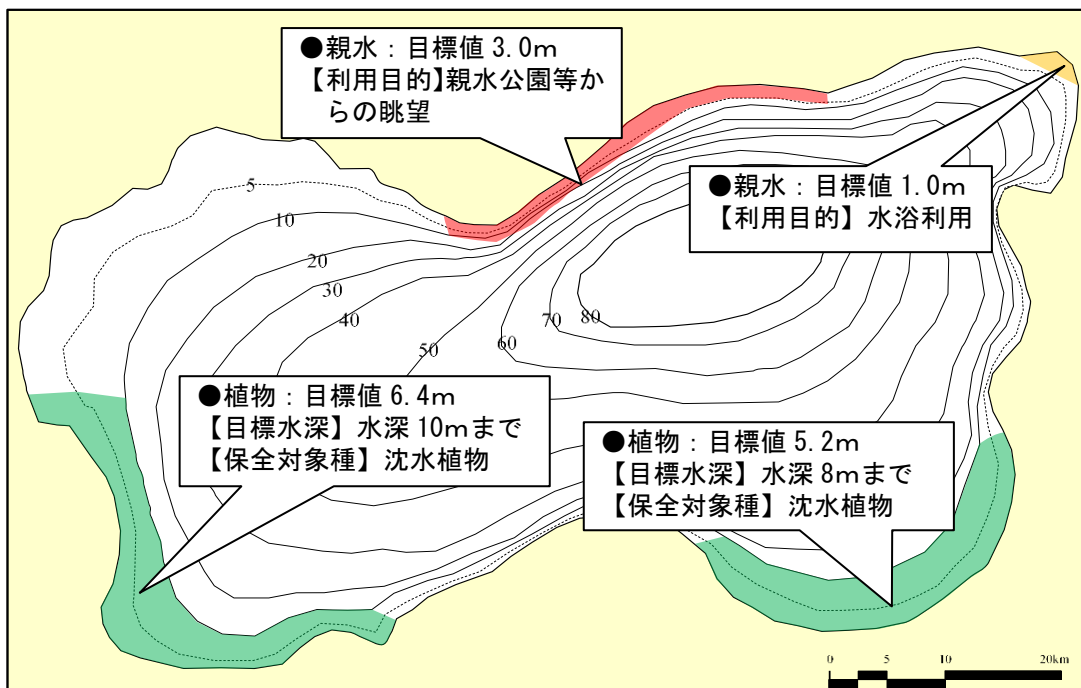 ●親水：目標値 3.0m
【利用目的】親水公園等か
らの眺望
●親水：目標値 1.0m
【利用目的】水浴利用
5
10
20
30
40
50
60
70
80
●植物：目標値 6.4m
【目標水深】水深 10mまで
【保全対象種】沈水植物
●植物：目標値 5.2m
【目標水深】水深 8mまで
【保全対象種】沈水植物
0 5 10 20km